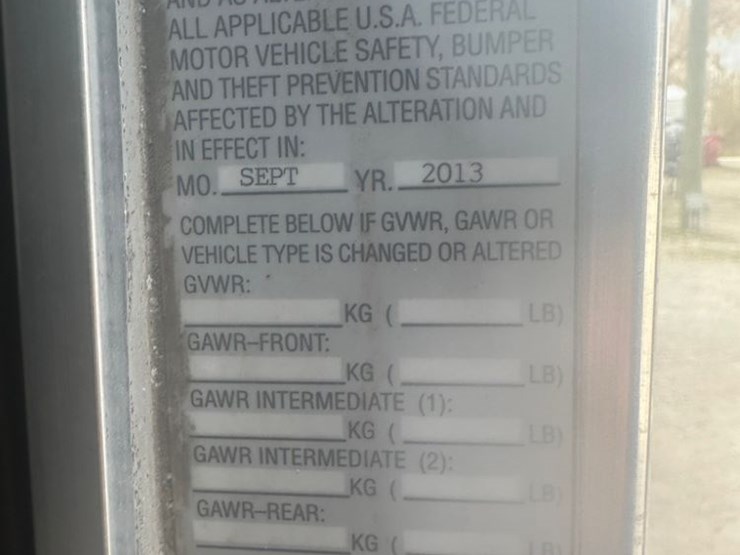 ALL APPLICABLE U.S.A. FEDERAL
MOTOR VEHICLE SAFETY, BUMPER
AND THEFT PREVENTION STANDARDS
AFFECTED BY THE ALTERATION AND
IN EFFECT IN:
MO. SEPT YR. 2013
COMPLETE BELOW IF GVWR, GAWR OR
VEHICLE TYPE IS CHANGED OR ALTERED
GVWR:
KG ( LB)
GAWR-FRONT:
KG ( LB)
GAWR INTERMEDIATE (1):
KG ( LB)
GAWR INTERMEDIATE (2):
KG ( LB)
GAWR-REAR:
KG ( LB)